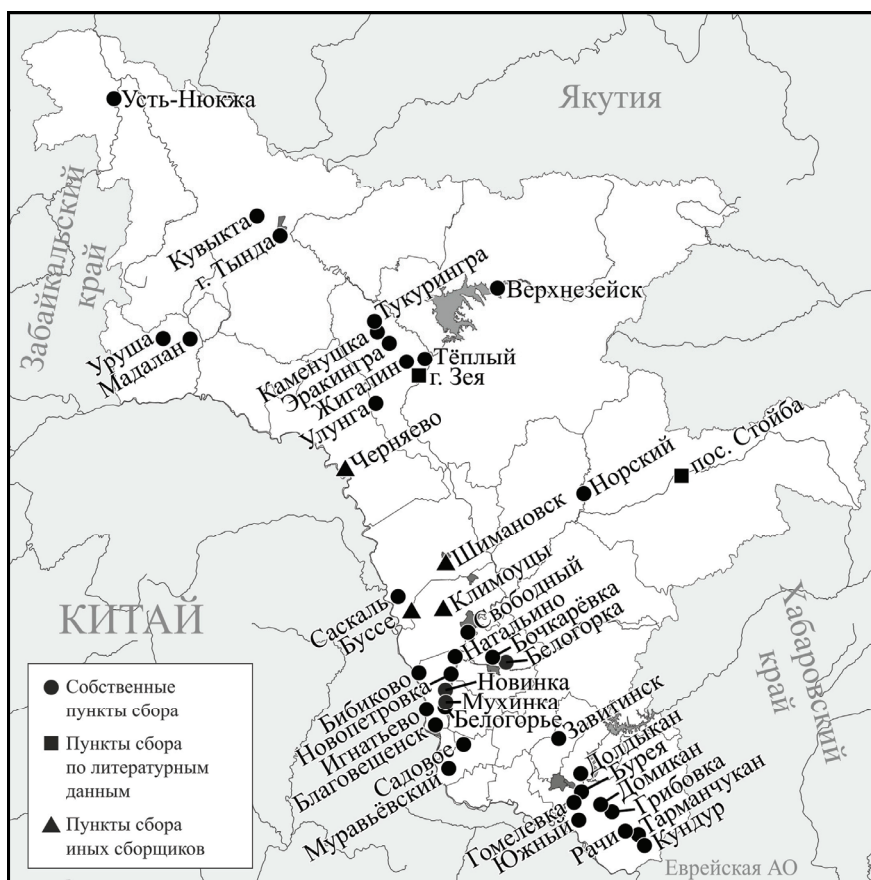 Усть-Нюкжа
Якутия
Забайкальский
край
Кувыкта
г. Тында
Тукурингра
Верхнезейск
Уруша
Мадалан
Каменушка
Эракингра
Жигалин
Тёплый
г. Зея
Улунга
Черняево
Норский
пос. Стойба
Шимановск
Климоуцы
Свободный
Натальино
Бочкарёвка
Белогорка
КИТАЙ
Саскаль
Буссе
Хабаровский
край
Бибиково
Новопетровка
Новинка
Мухинка
Белогорье
Игнатьево
Благовещенск
Садовое
Муравьёвский
Завитинск
Долдыкан
Бурея
Домикан
Грибовка
Тарманчукан
Кундур
Гомелевка
Южный
Рачи
Еврейская АО
Собственные
пункты сбора
Пункты сбора
по литературным
данным
Пункты сбора
иных сборщиков